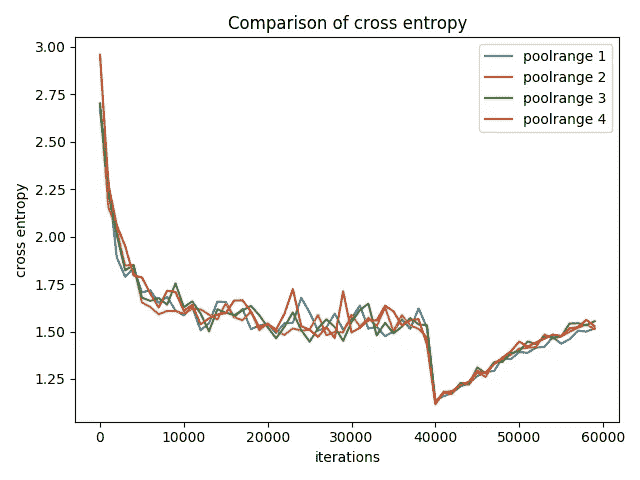 Comparison of cross entropy
poolrange 1
poolrange 2
poolrange 3
poolrange 4
cross entropy
3.00
2.75
2.50
2.25
2.00
1.75
1.50
1.25
0 10000 20000 30000 40000 50000 60000
iterations